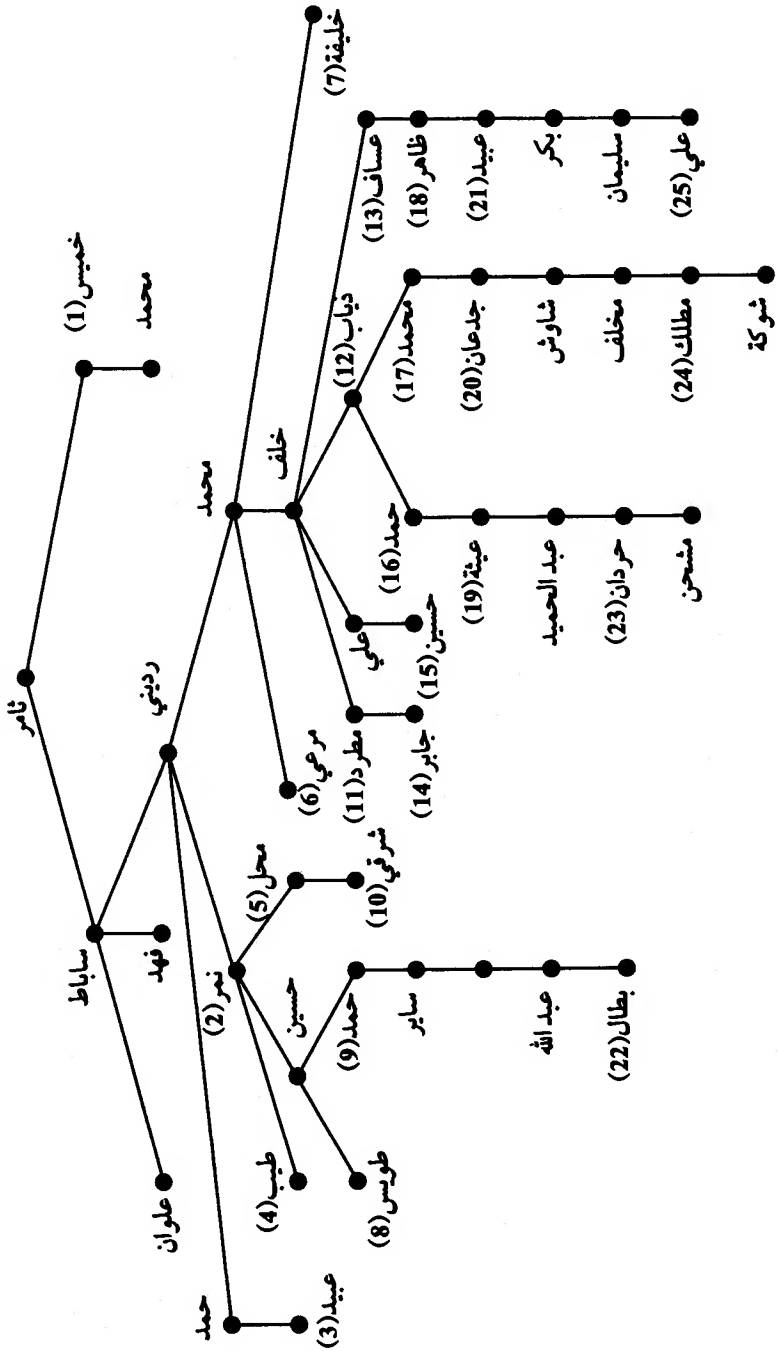 ثامر
خميس(1)
محمد
ساباط
علوان
فهد
رديني
حمد
عبيد(3)
نمر(2)
محمد
طيب(4)
حسين
محل(5)
مرعي(6)
خلف
خليفة(7)
طويس(8)
حمد(9)
شرقي(10)
مطرد(11)
علي
دياب(12)
عساف(13)
جابر(14)
حسين(15)
حمد(16)
محمد(17)
ظاهر(18)
ساير
عيثة(19)
جدعان(20)
عبيد(21)
عبد الله
عبد الحميد
شاوش
بكر
بطال(22)
حردان(23)
مخلف
سليمان
مشحن
مطلك(24)
علي(25)
شوكة